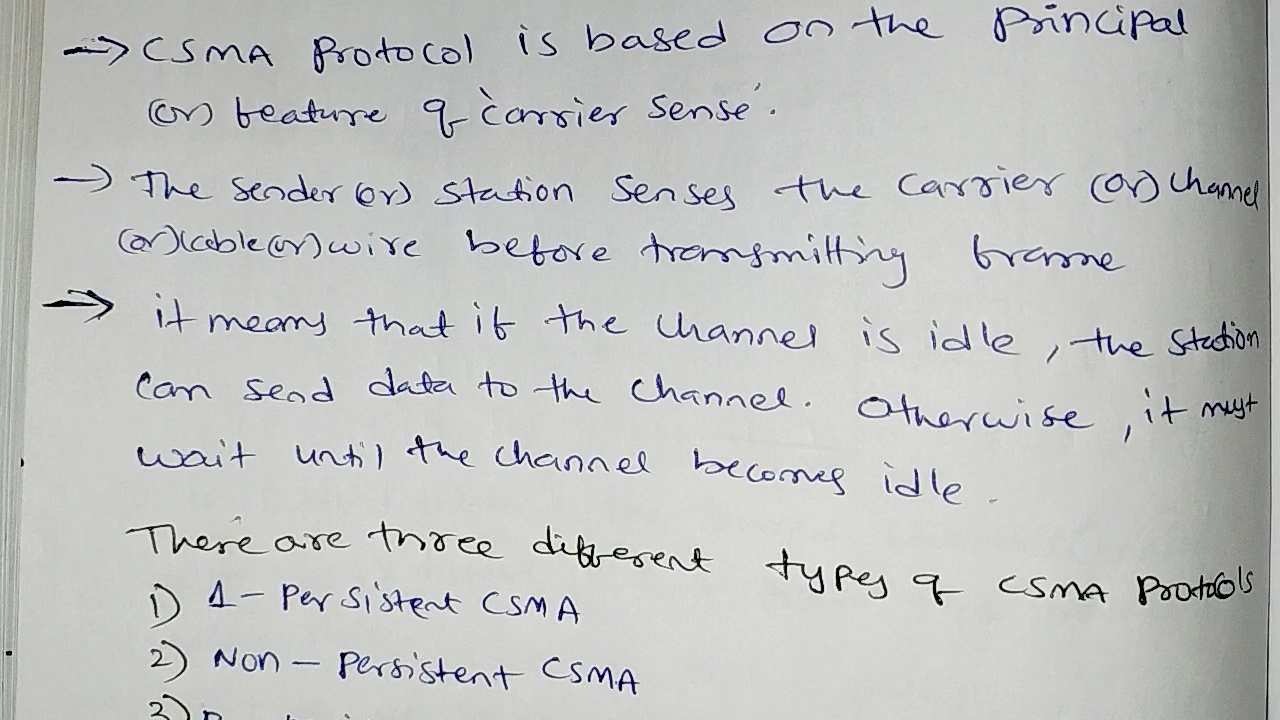 → CSMA Protocol is based on the Principal
(or) feature of 'carrier Sense'.
→ The Sender (or) Station Senses the Carrier (or) Channel
(or) Cable (or) wire before transmitting frame
→ it means that if the Channel is idle, the Station
Can Send data to the Channel. Otherwise, it must
wait until the channel becomes idle.
There are three different types of CSMA Protocols
1) 1- Persistent CSMA
2) Non - Persistent CSMA
3)